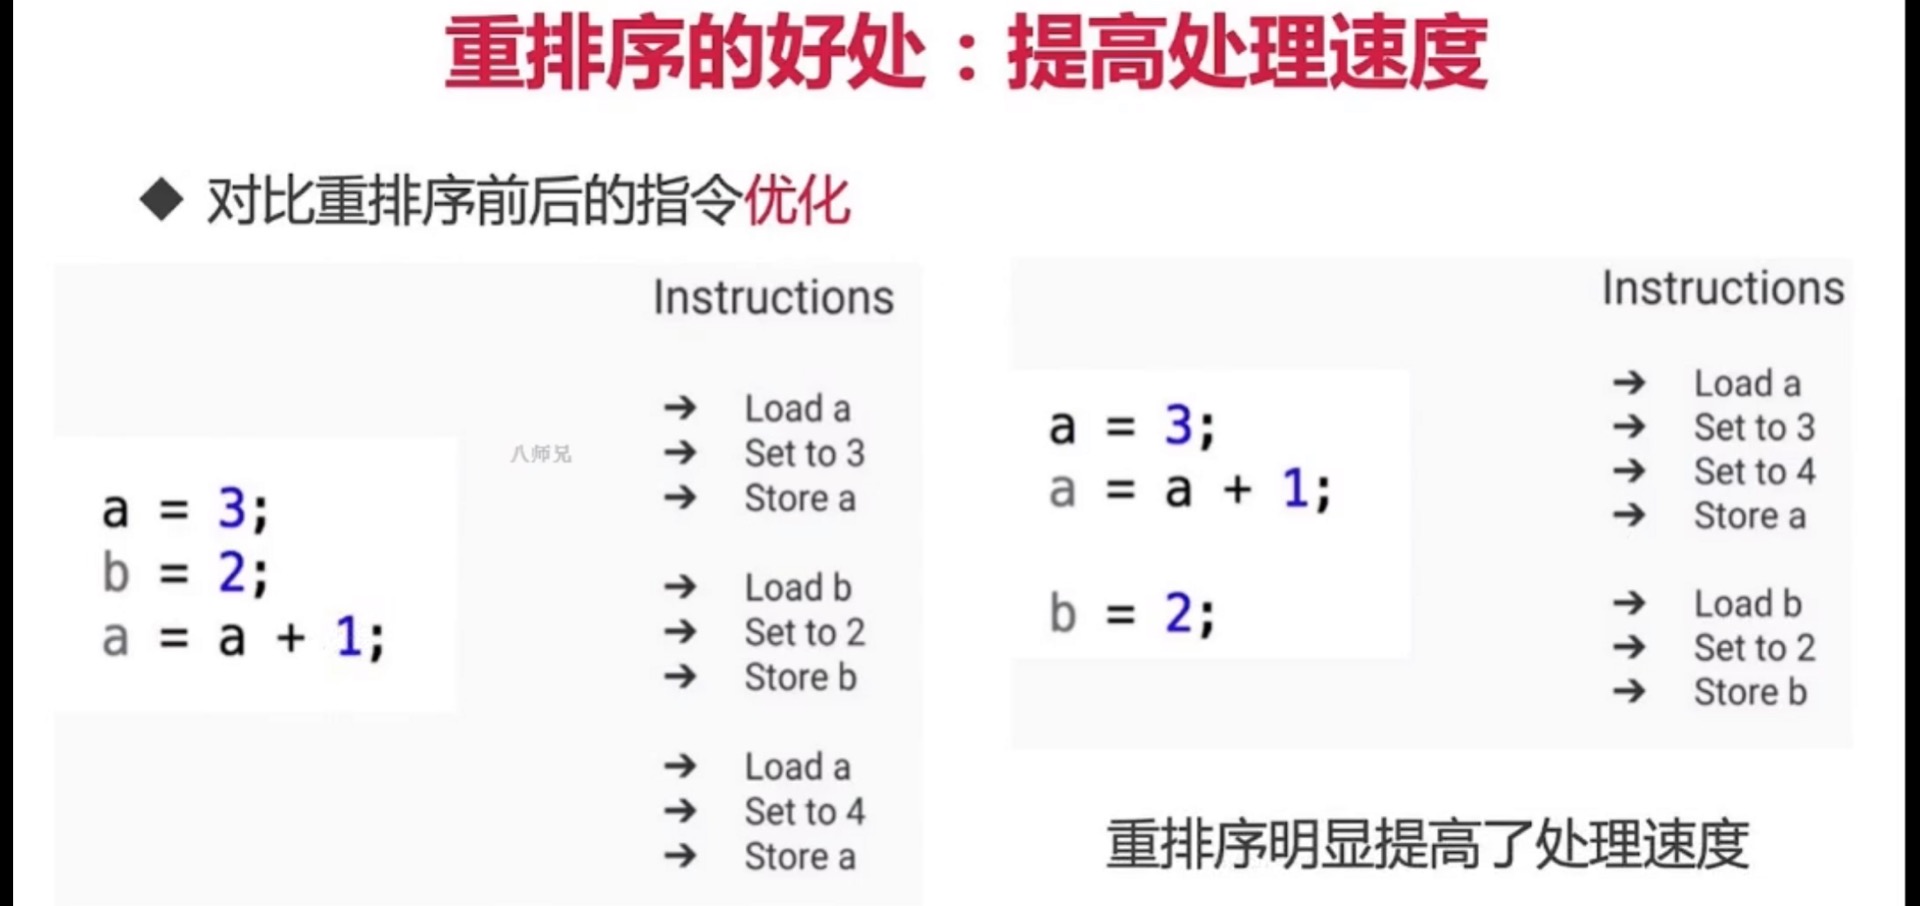 重排序的好处：提高处理速度
◆ 对比重排序前后的指令优化
Instructions
→ Load a
→ Set to 3
→ Store a
→ Load b
→ Set to 2
→ Store b
→ Load a
→ Set to 4
→ Store a
八师兄
a = 3;
b = 2;
a = a + 1;
Instructions
→ Load a
→ Set to 3
→ Set to 4
→ Store a
→ Load b
→ Set to 2
→ Store b
a = 3;
a = a + 1;
b = 2;
重排序明显提高了处理速度